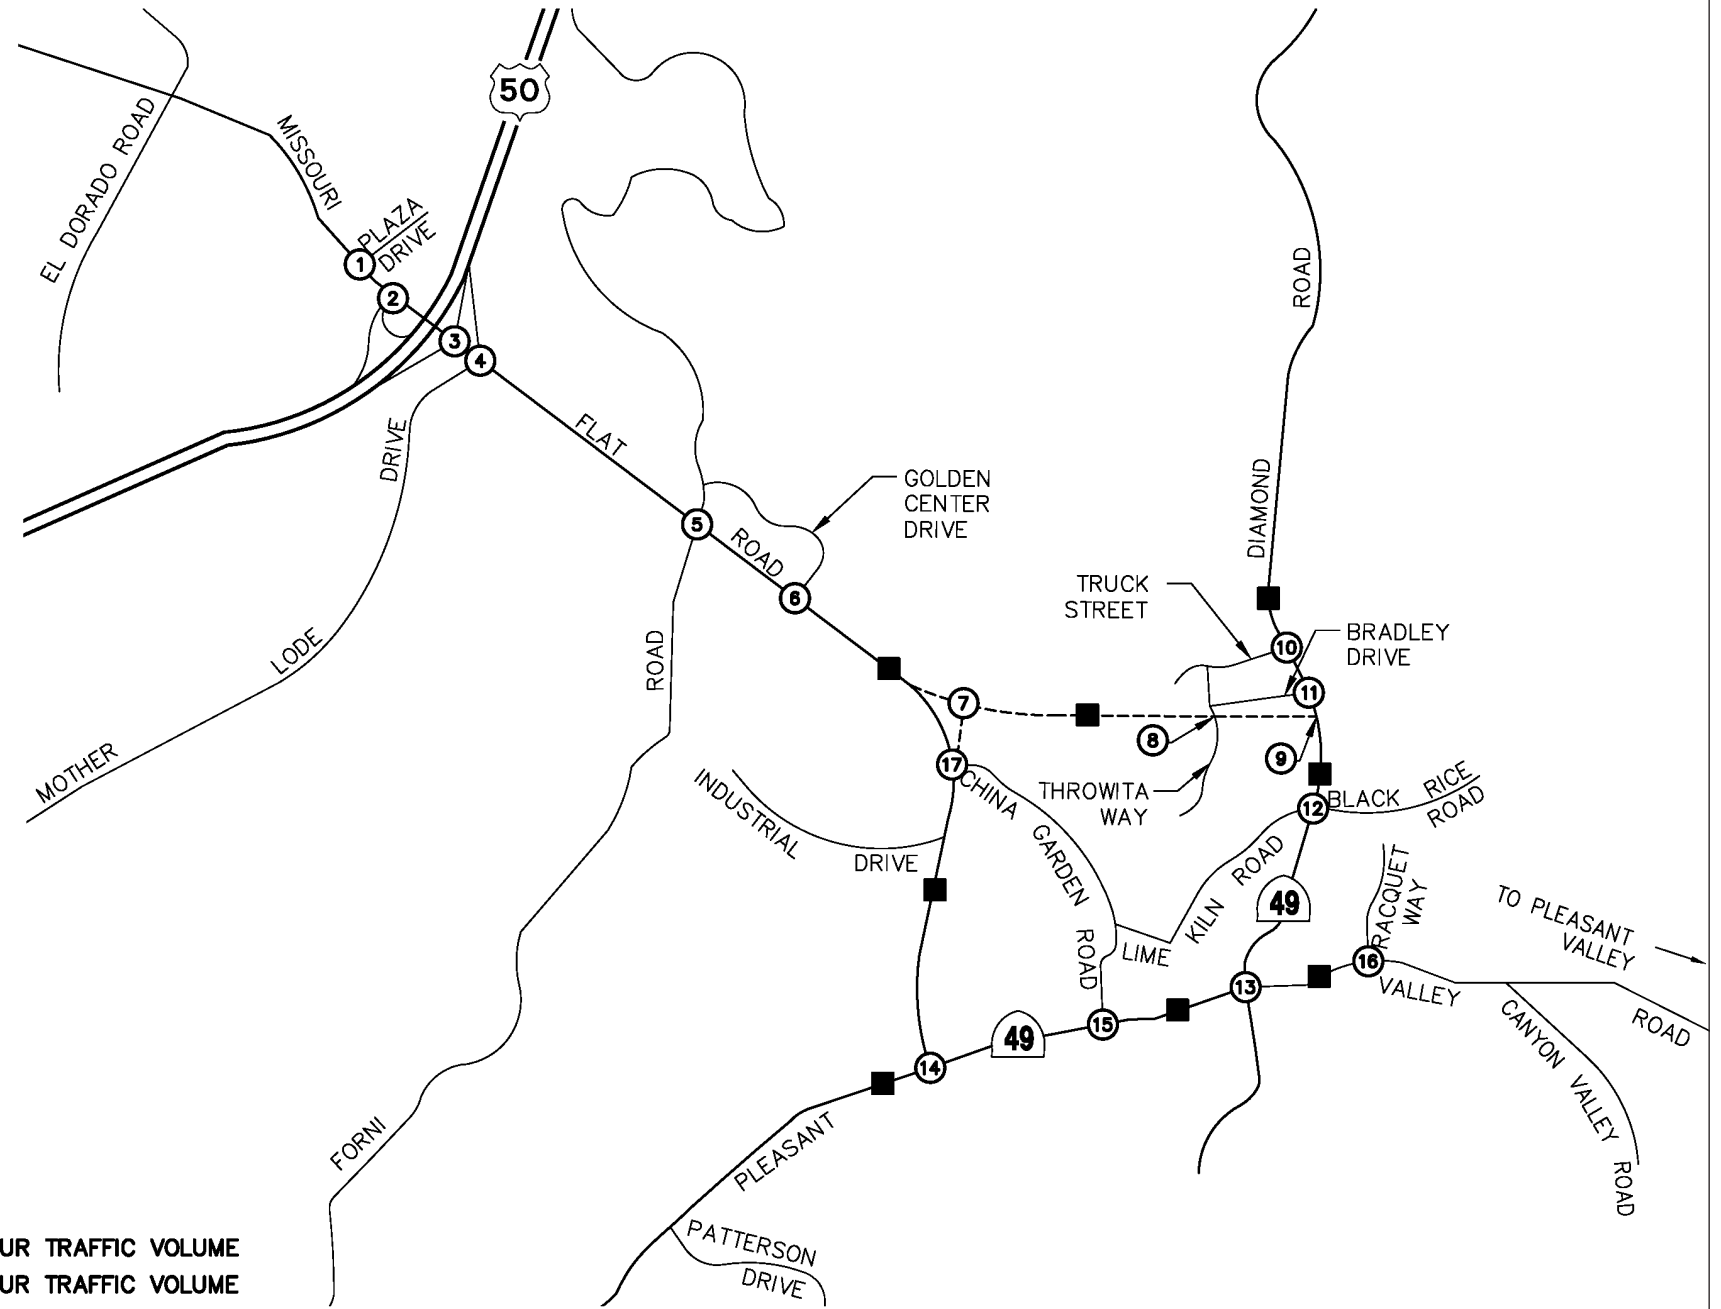 50
EL DORADO ROAD
MISSOURI
PLAZA
DRIVE
1
2
3
4
FLAT
DRIVE
LODE
MOTHER
5
ROAD
6
GOLDEN
CENTER
DRIVE
ROAD
FORNI
ROAD
DIAMOND
TRUCK
STREET
BRADLEY
DRIVE
10
11
7
8
9
THROWITA
WAY
17
CHINA
GARDEN
ROAD
INDUSTRIAL
DRIVE
12
BLACK
RICE
ROAD
LIME
KILN
ROAD
49
RACQUET
WAY
TO PLEASANT
VALLEY
16
13
VALLEY
ROAD
CANYON
VALLEY
ROAD
15
49
14
PLEASANT
PATTERSON
DRIVE
UR TRAFFIC VOLUME
UR TRAFFIC VOLUME